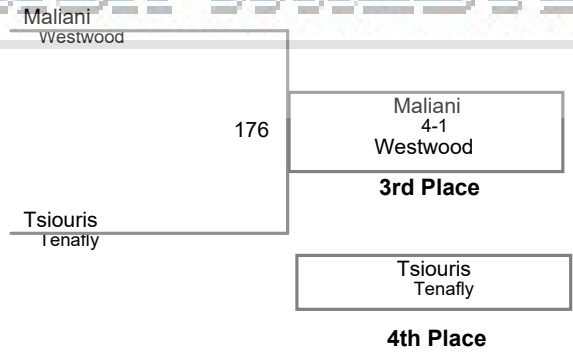 Maliani
Westwood
176
Maliani
4-1
Westwood
3rd Place
Tsiouris
Tenafly
Tsiouris
Tenafly
4th Place